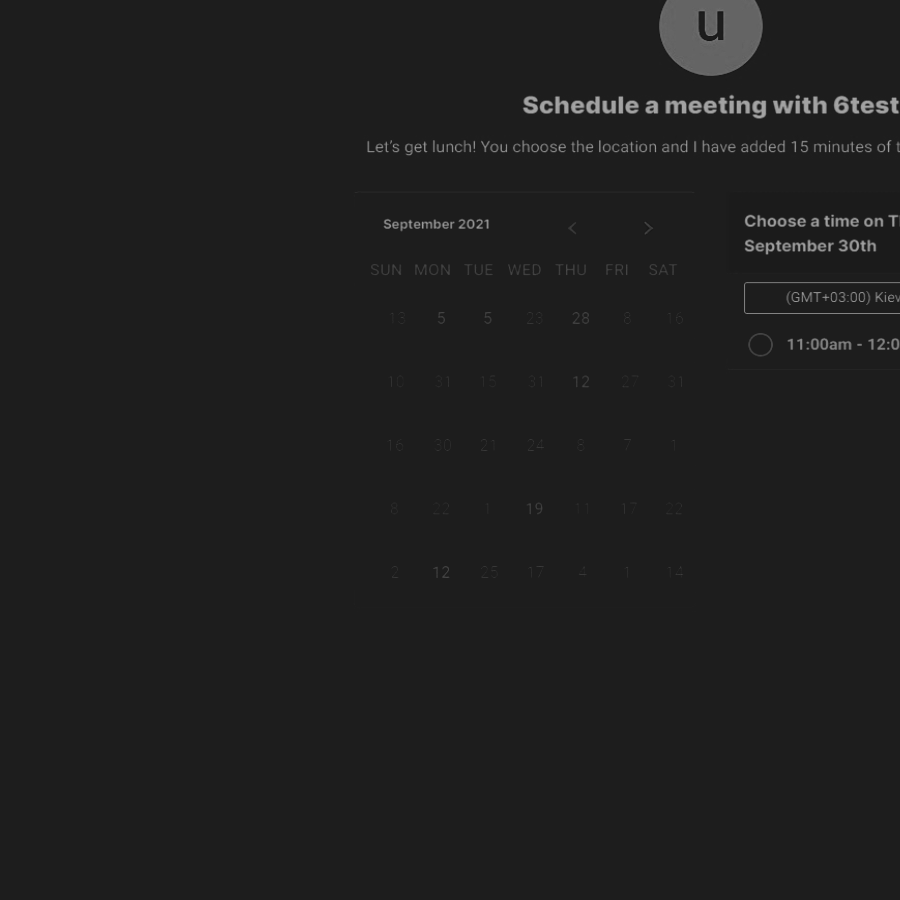 u
Schedule a meeting with 6test
Let's get lunch! You choose the location and I have added 15 minutes of t
September 2021
SUN MON TUE WED THU FRI SAT
13 5 5 23 28 8 16
10 31 15 31 12 27 31
16 30 21 24 3 7 1
8 22 1 19 11 17 22
2 12 25 17 4 1 14
Choose a time on T
September 30th
(GMT+03:00) Kiev
11:00am - 12:0